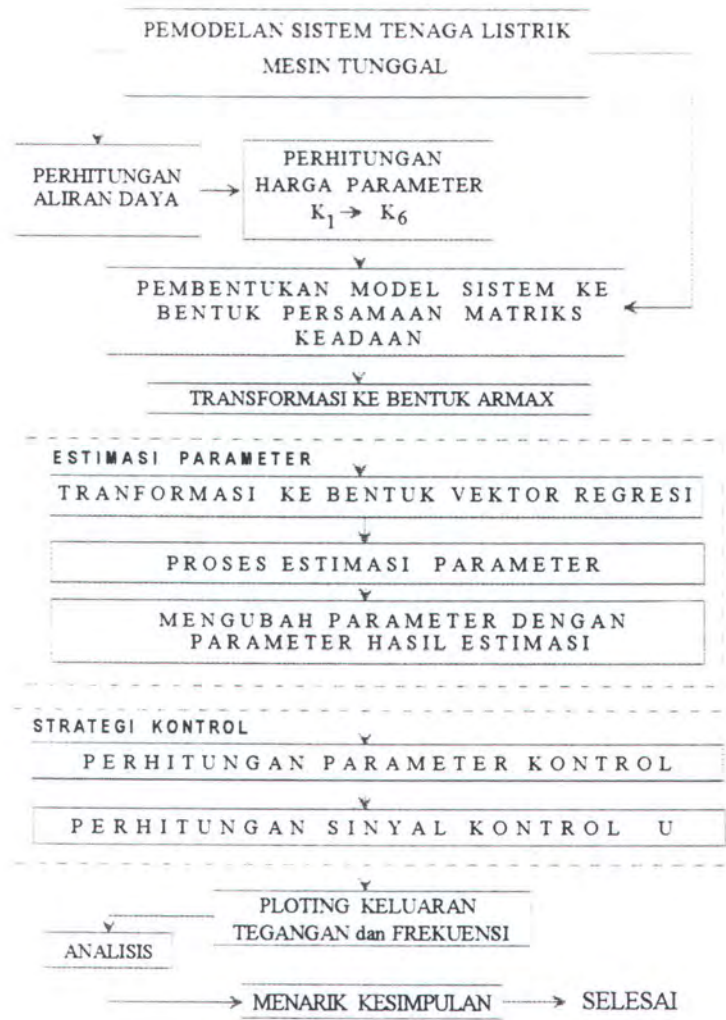 PEMODELAN SISTEM TENAGA LISTRIK
MESIN TUNGGAL
PERHITUNGAN
ALIRAN DAYA
PERHITUNGAN
HARGA PARAMETER
K1 → K6
PEMBENTUKAN MODEL SISTEM KE
BENTUK PERSAMAAN MATRIKS
KEADAAN
TRANSFORMASI KE BENTUK ARMAX
ESTIMASI PARAMETER
TRANFORMASI KE BENTUK VEKTOR REGRESI
PROSES ESTIMASI PARAMETER
MENGUBAH PARAMETER DENGAN
PARAMETER HASIL ESTIMASI
STRATEGI KONTROL
PERHITUNGAN PARAMETER KONTROL
PERHITUNGAN SINYAL KONTROL U
PLOTING KELUARAN
TEGANGAN dan FREKUENSI
ANALISIS
MENARIK KESIMPULAN
SELESAI